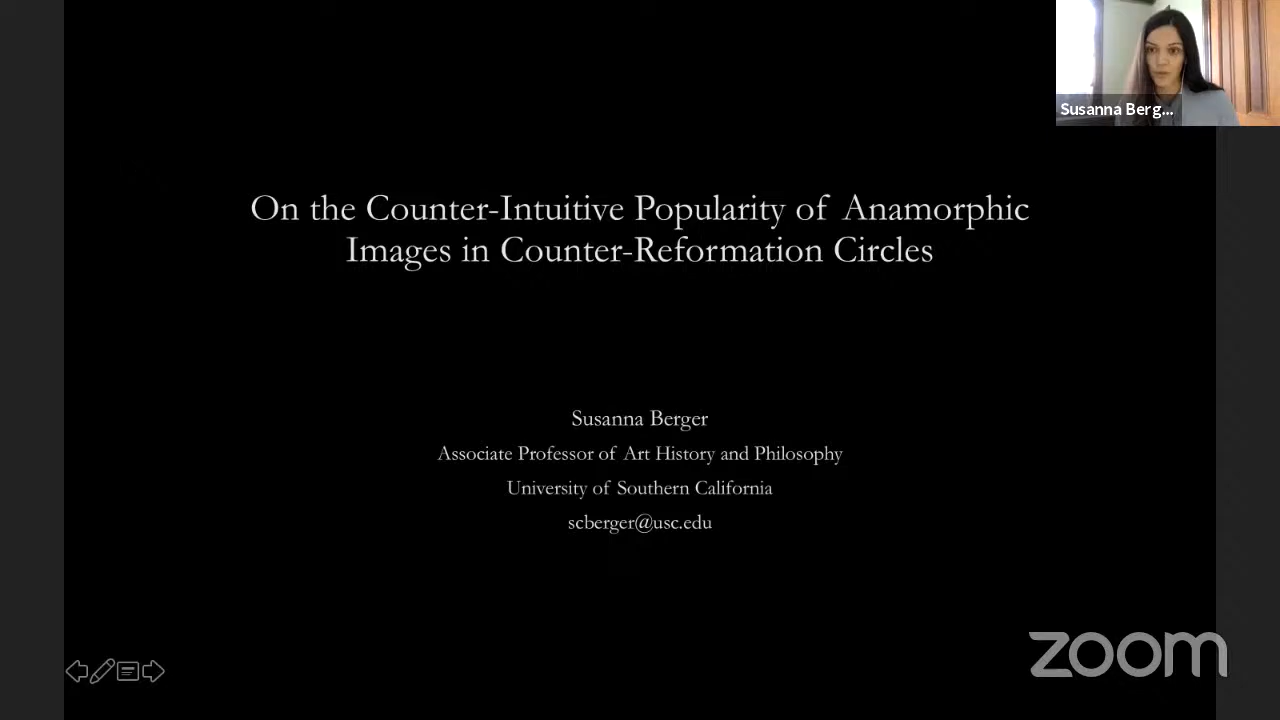 Susanna Berg...
On the Counter-Intuitive Popularity of Anamorphic
Images in Counter-Reformation Circles
Susanna Berger
Associate Professor of Art History and Philosophy
University of Southern California
scberger@usc.edu
zoom